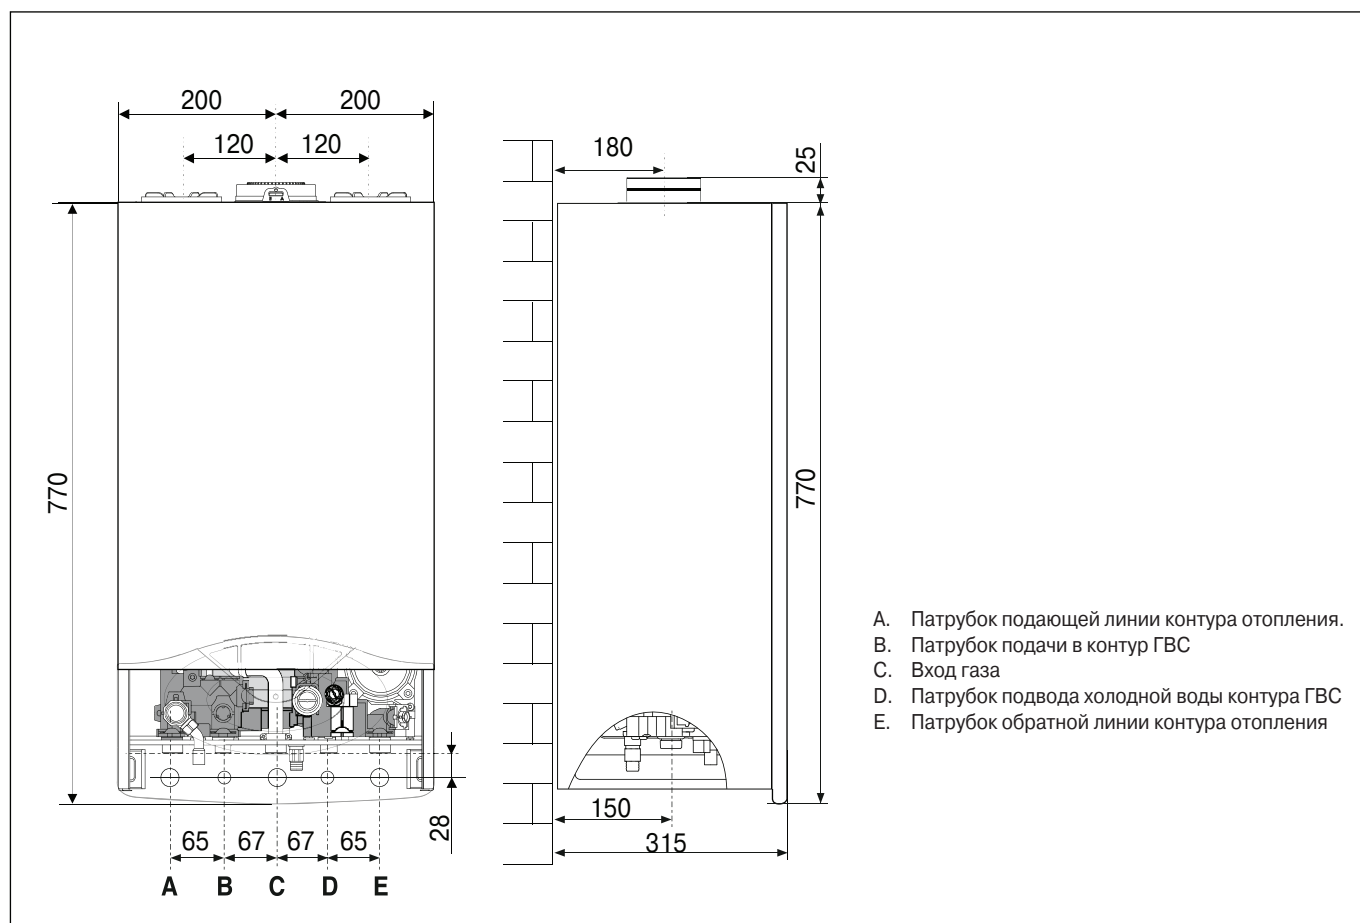 200 200
120 120
770
28
65 67 67 65
A B C D E
180
25
770
150
315
A. Патрубок подающей линии контура отопления.
B. Патрубок подачи в контур ГВС
C. Вход газа
D. Патрубок подвода холодной воды контура ГВС
E. Патрубок обратной линии контура отопления